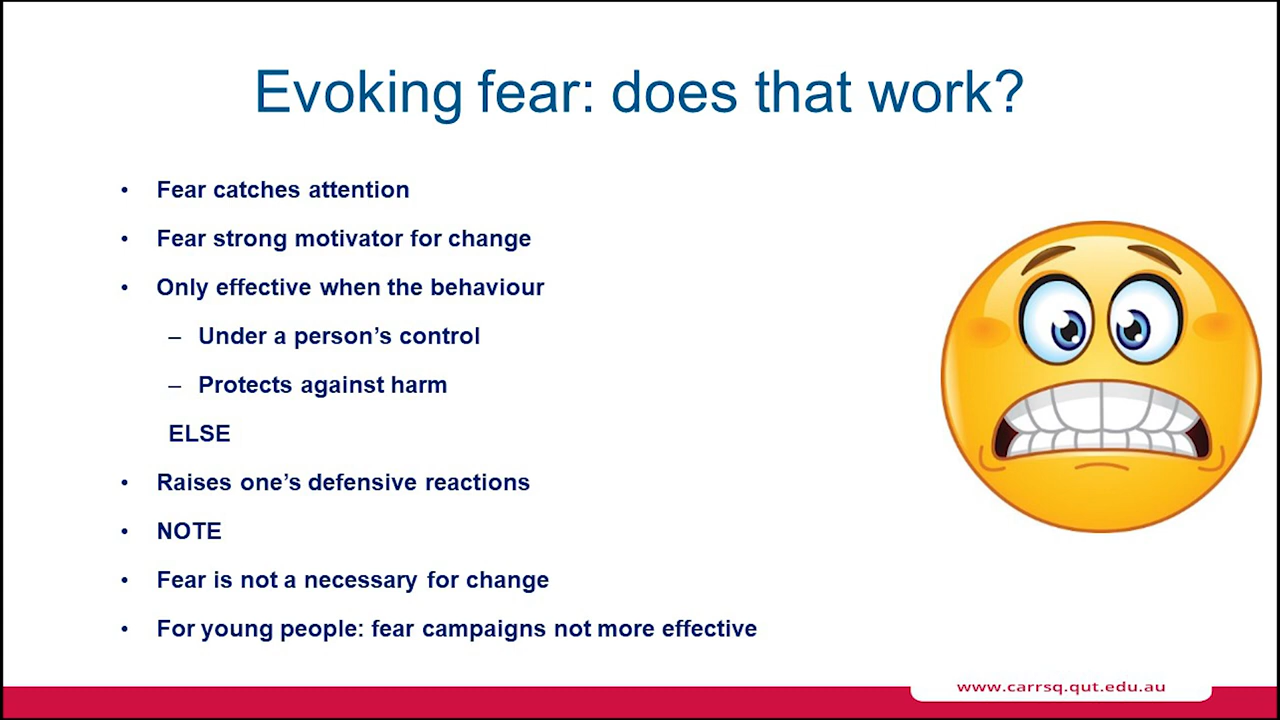 Evoking fear: does that work?
• Fear catches attention
• Fear strong motivator for change
• Only effective when the behaviour
– Under a person’s control
– Protects against harm
ELSE
• Raises one’s defensive reactions
• NOTE
• Fear is not a necessary for change
• For young people: fear campaigns not more effective
www.carrsq.qut.edu.au